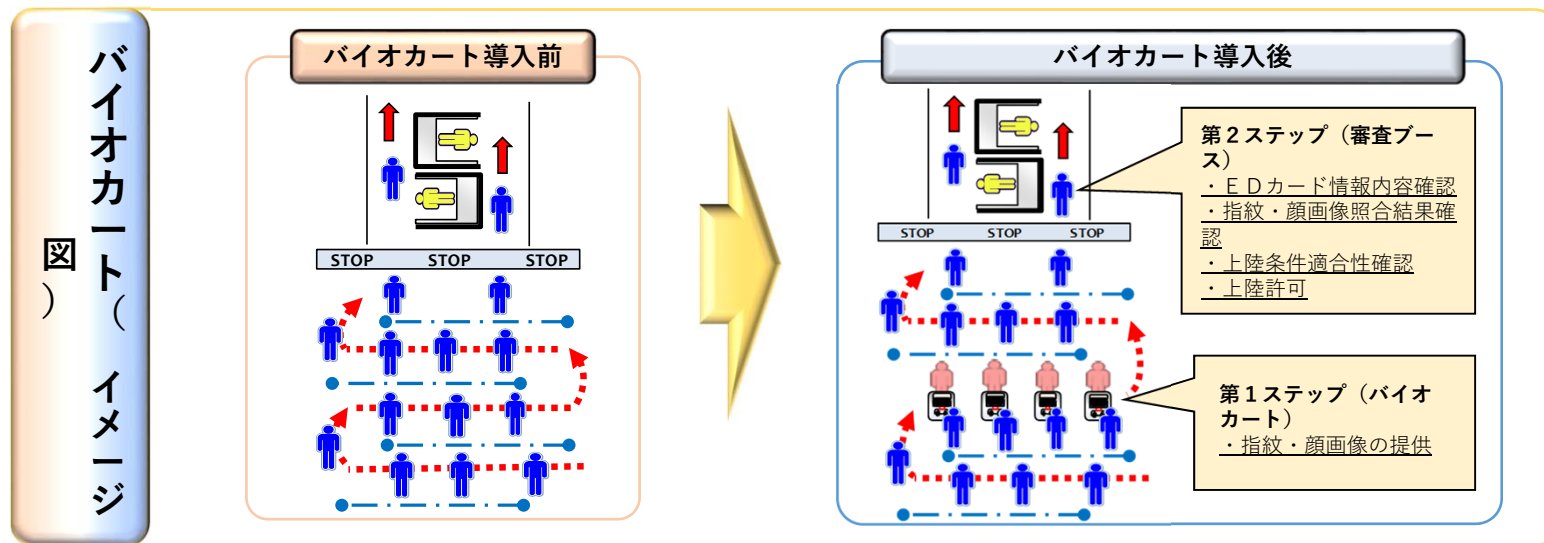 バイオカート（イメージ
図）
バイオカート導入前
STOP STOP STOP
バイオカート導入後
STOP STOP STOP
第２ステップ（審査ブー
ス）
・ＥＤカード情報内容確認
・指紋・顔画像照合結果確
認
・上陸条件適合性確認
・上陸許可
第１ステップ（バイオ
カート）
・指紋・顔画像の提供